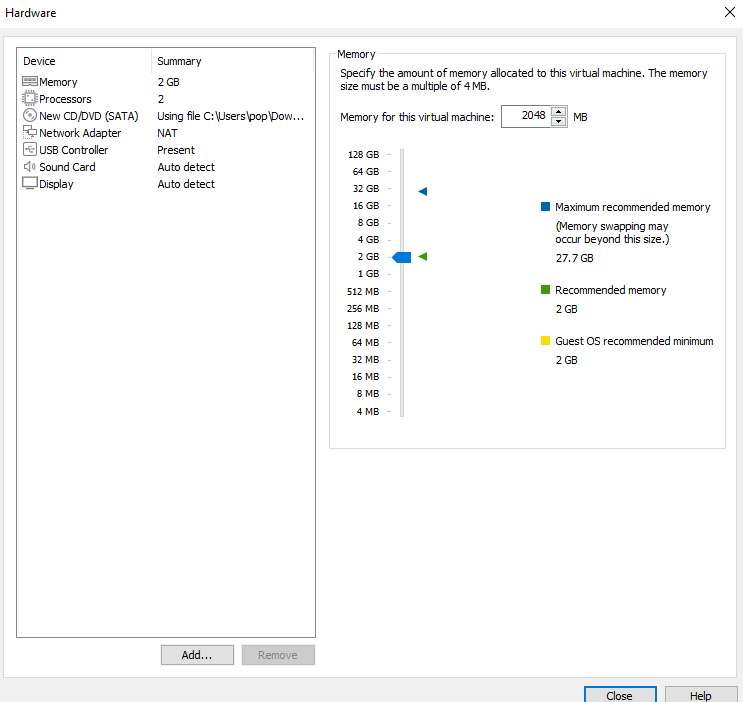 Hardware
Device Summary
Memory 2 GB
Processors 2
New CD/DVD (SATA) Using file C:\Users\pop\Dow...
Network Adapter NAT
USB Controller Present
Sound Card Auto detect
Display Auto detect
Add...
Remove
Memory
Specify the amount of memory allocated to this virtual machine. The memory
size must be a multiple of 4 MB.
Memory for this virtual machine: 2048 MB
128 GB
64 GB
32 GB
16 GB
8 GB
4 GB
2 GB
1 GB
512 MB
256 MB
128 MB
64 MB
32 MB
16 MB
8 MB
4 MB
Maximum recommended memory
(Memory swapping may
occur beyond this size.)
27.7 GB
Recommended memory
2 GB
Guest OS recommended minimum
2 GB
Close
Help